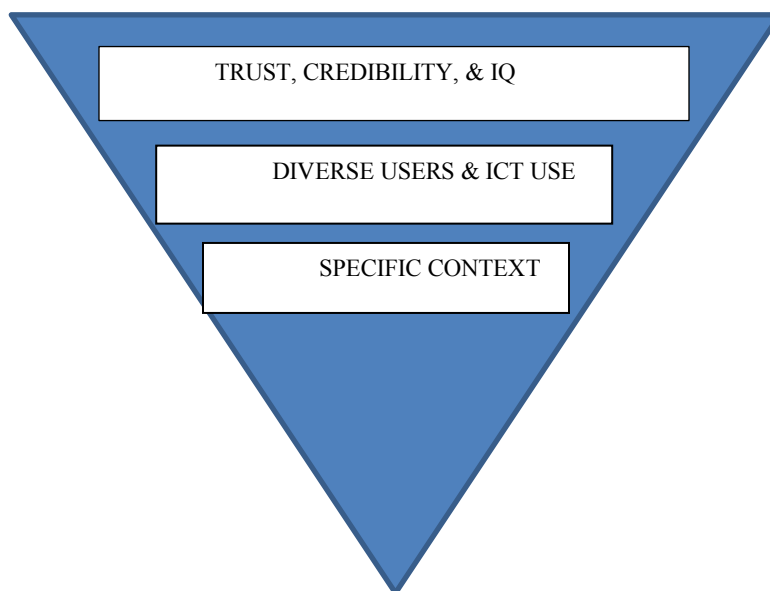 TRUST, CREDIBILITY, & IQ
DIVERSE USERS & ICT USE
SPECIFIC CONTEXT